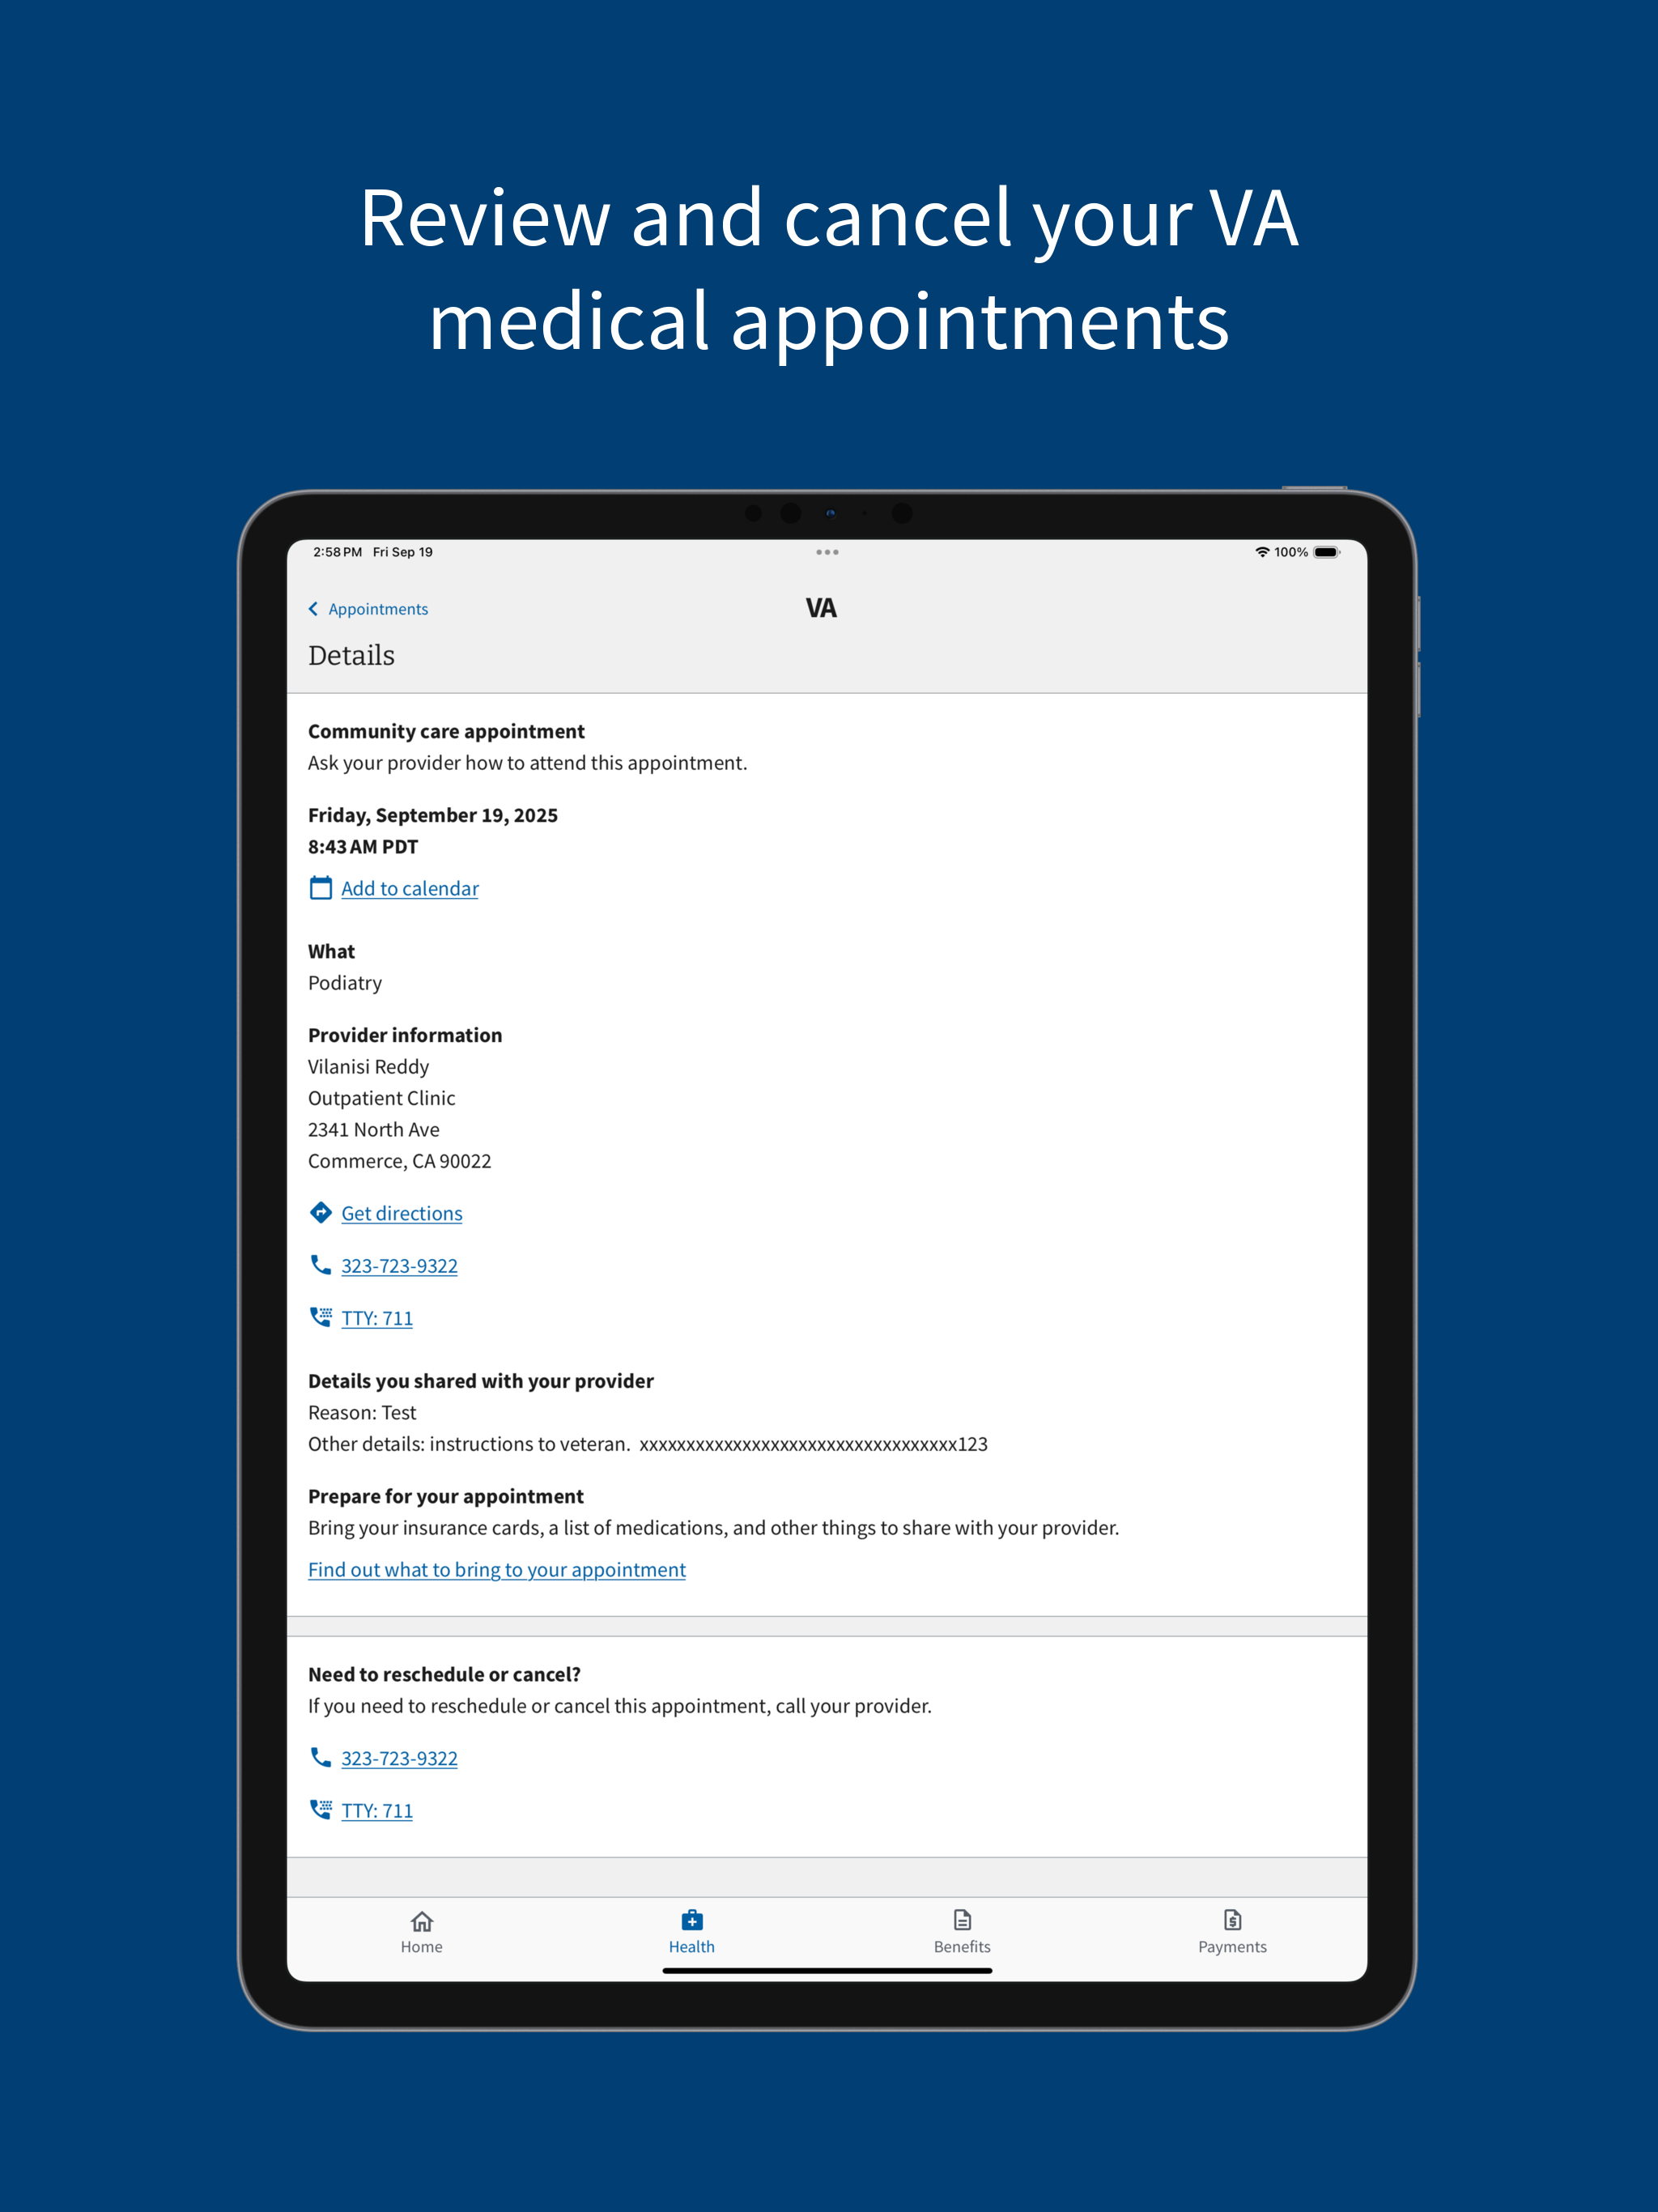 Review and cancel your VA
medical appointments
2:58 PM Fri Sep 19
100%
Appointments
VA
Details
Community care appointment
Ask your provider how to attend this appointment.
Friday, September 19, 2025
8:43 AM PDT
Add to calendar
What
Podiatry
Provider information
Vilanisi Reddy
Outpatient Clinic
2341 North Ave
Commerce, CA 90022
Get directions
323-723-9322
TTY: 711
Details you shared with your provider
Reason: Test
Other details: instructions to veteran. xxxxxxxxxxxxxxxxxxxxxxxxxxxxxxxxxx123
Prepare for your appointment
Bring your insurance cards, a list of medications, and other things to share with your provider.
Find out what to bring to your appointment
Need to reschedule or cancel?
If you need to reschedule or cancel this appointment, call your provider.
323-723-9322
TTY: 711
Home
Health
Benefits
Payments